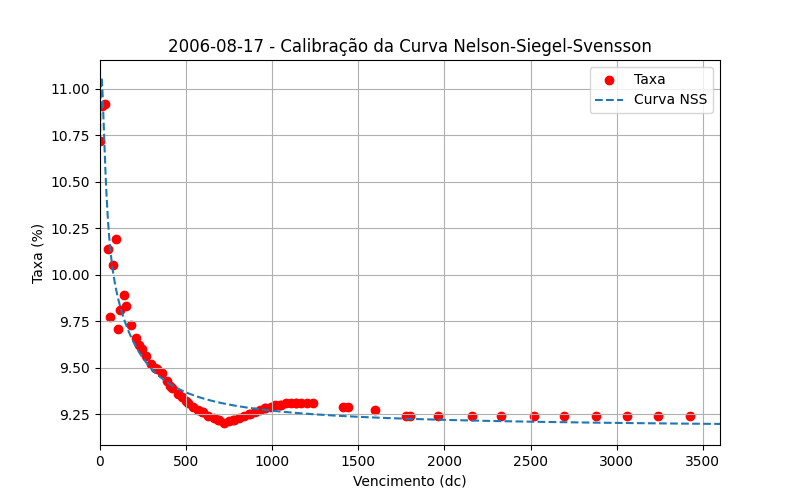 2006-08-17 - Calibração da Curva Nelson-Siegel-Svensson
Taxa
Curva NSS
Taxa (%)
11.00
10.75
10.50
10.25
10.00
9.75
9.50
9.25
0 500 1000 1500 2000 2500 3000 3500
Vencimento (dc)